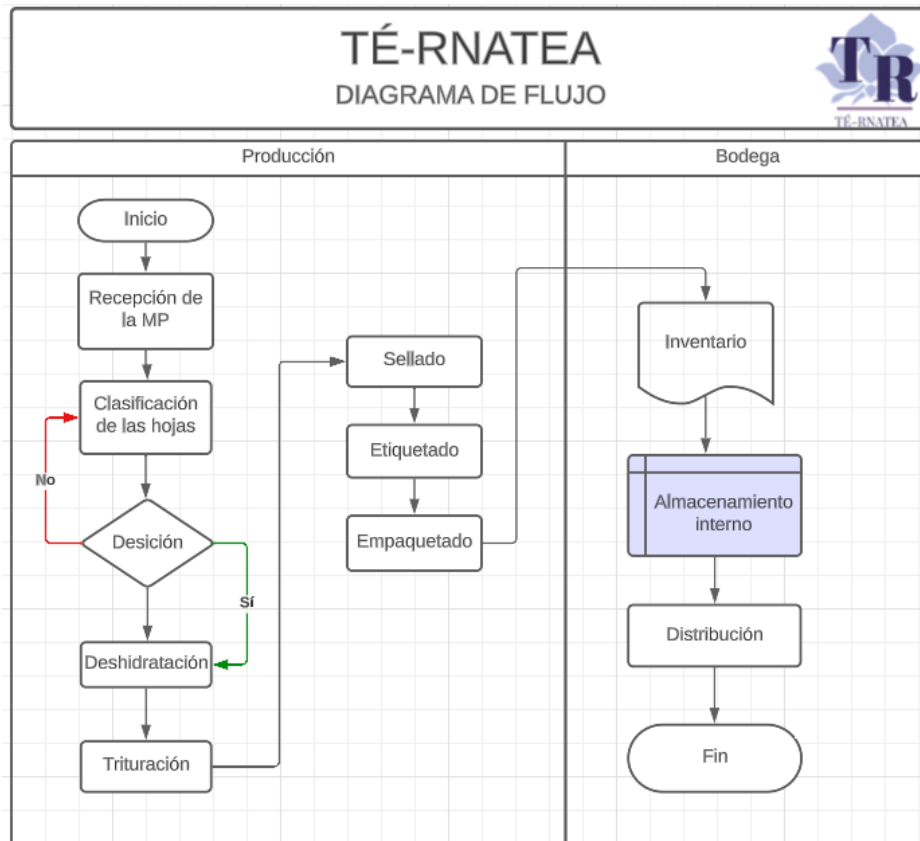 TÉ-RNATEA
DIAGRAMA DE FLUJO
TR
TÉ-RNATEA
Producción
Bodega
Inicio
Recepción de
la MP
Clasificación
de las hojas
No
Desición
Sí
Deshidratación
Trituración
Sellado
Etiquetado
Empaquetado
Inventario
Almacenamiento
interno
Distribución
Fin